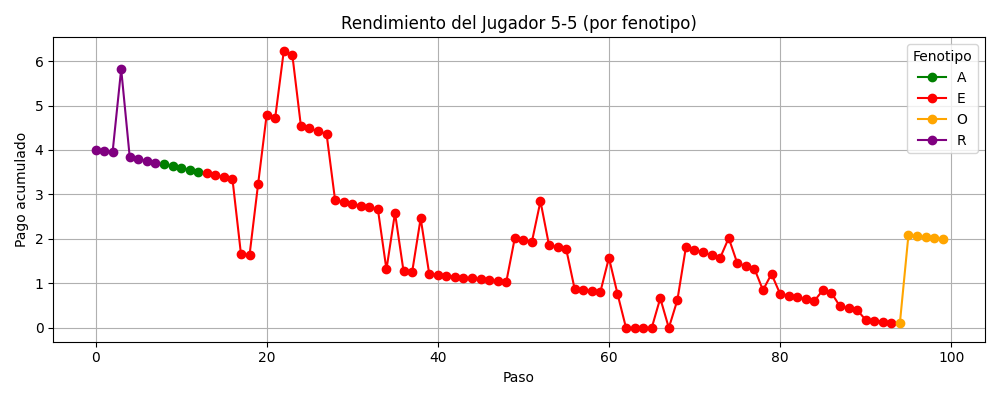 Rendimiento del Jugador 5-5 (por fenotipo)
Pago acumulado
6
5
4
3
2
1
0
0
20
40
60
80
100
Paso
Fenotipo
A
E
O
R